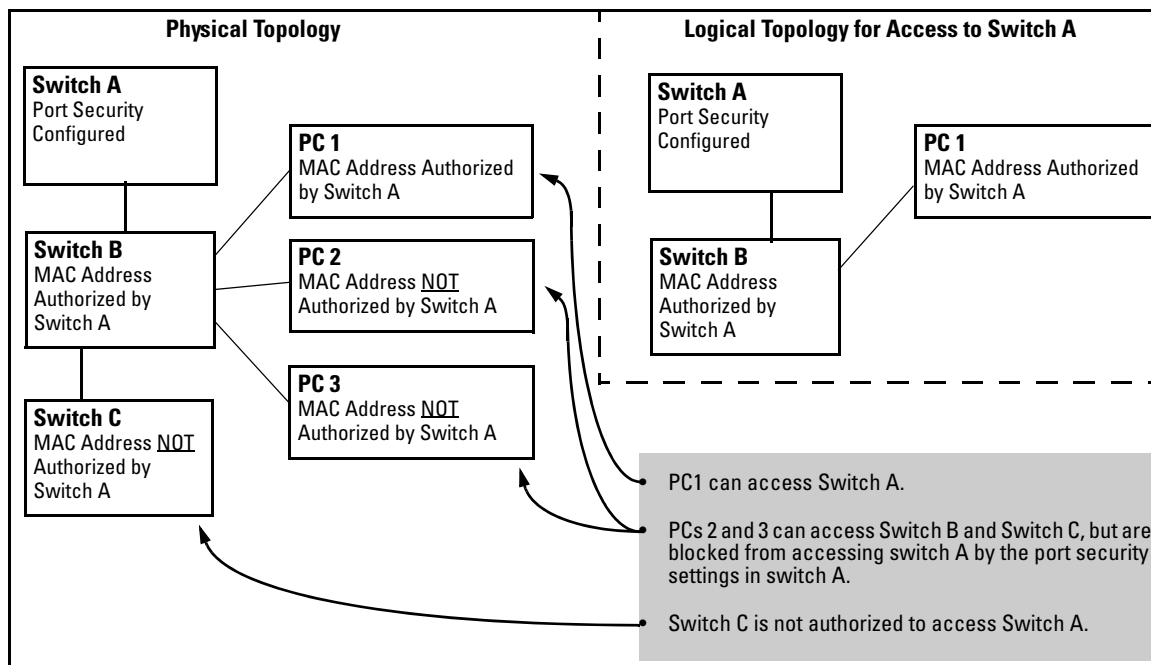 Physical Topology
Switch A
Port Security
Configured
Switch B
MAC Address
Authorized by
Switch A
Switch C
MAC Address NOT
Authorized by
Switch A
PC 1
MAC Address Authorized
by Switch A
PC 2
MAC Address NOT
Authorized by Switch A
PC 3
MAC Address NOT
Authorized by Switch A
Logical Topology for Access to Switch A
Switch A
Port Security
Configured
Switch B
MAC Address
Authorized by
Switch A
PC 1
MAC Address Authorized
by Switch A
• PC1 can access Switch A.
• PCs 2 and 3 can access Switch B and Switch C, but are
blocked from accessing switch A by the port security
settings in switch A.
• Switch C is not authorized to access Switch A.